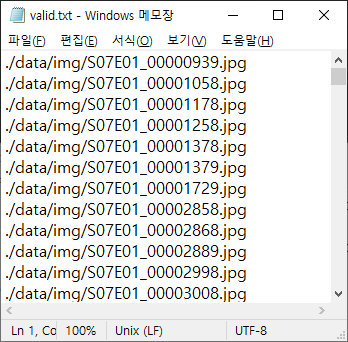 valid.txt - Windows 메모장
파일(F) 편집(E) 서식(O) 보기(V) 도움말(H)
./data/img/S07E01_00000939.jpg
./data/img/S07E01_00001058.jpg
./data/img/S07E01_00001178.jpg
./data/img/S07E01_00001258.jpg
./data/img/S07E01_00001378.jpg
./data/img/S07E01_00001379.jpg
./data/img/S07E01_00001729.jpg
./data/img/S07E01_00002858.jpg
./data/img/S07E01_00002868.jpg
./data/img/S07E01_00002889.jpg
./data/img/S07E01_00002998.jpg
./data/img/S07E01_00003008.jpg
Ln 1, Co 100% Unix (LF) UTF-8